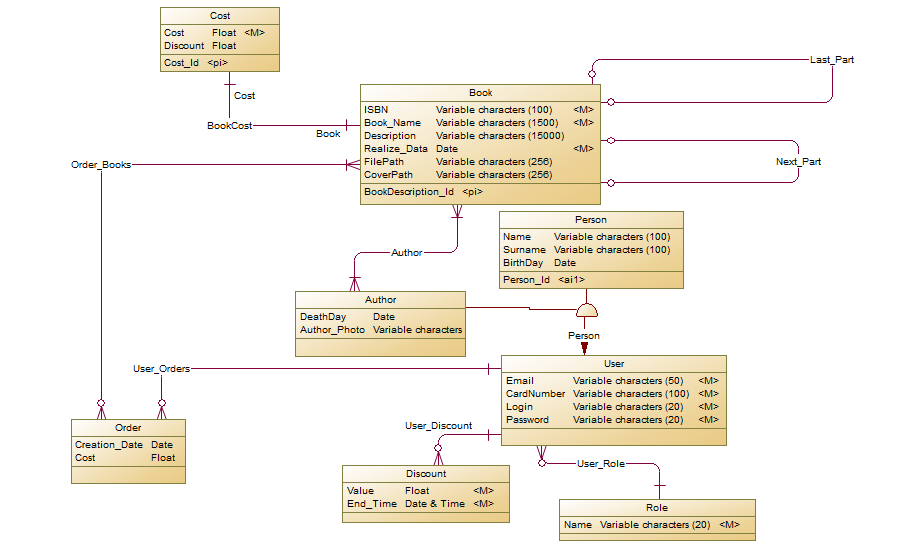 Cost
Cost Float <M>
Discount Float
Cost_Id <pi>
Cost
BookCost
Book
Last_Part
Book
ISBN Variable characters (100) <M>
Book_Name Variable characters (1500) <M>
Description Variable characters (15000)
Realize_Data Date <M>
FilePath Variable characters (256)
CoverPath Variable characters (256)
BookDescription_Id <pi>
Next_Part
Order_Books
Person
Name Variable characters (100)
Surname Variable characters (100)
BirthDay Date
Person_Id <ai1>
Author
Author
DeathDay Date
Author_Photo Variable characters
Person
User_Orders
User
Email Variable characters (50) <M>
CardNumber Variable characters (100) <M>
Login Variable characters (20) <M>
Password Variable characters (20) <M>
Order
Creation_Date Date
Cost Float
User_Discount
Discount
Value Float <M>
End_Time Date & Time <M>
User_Role
Role
Name Variable characters (20) <M>